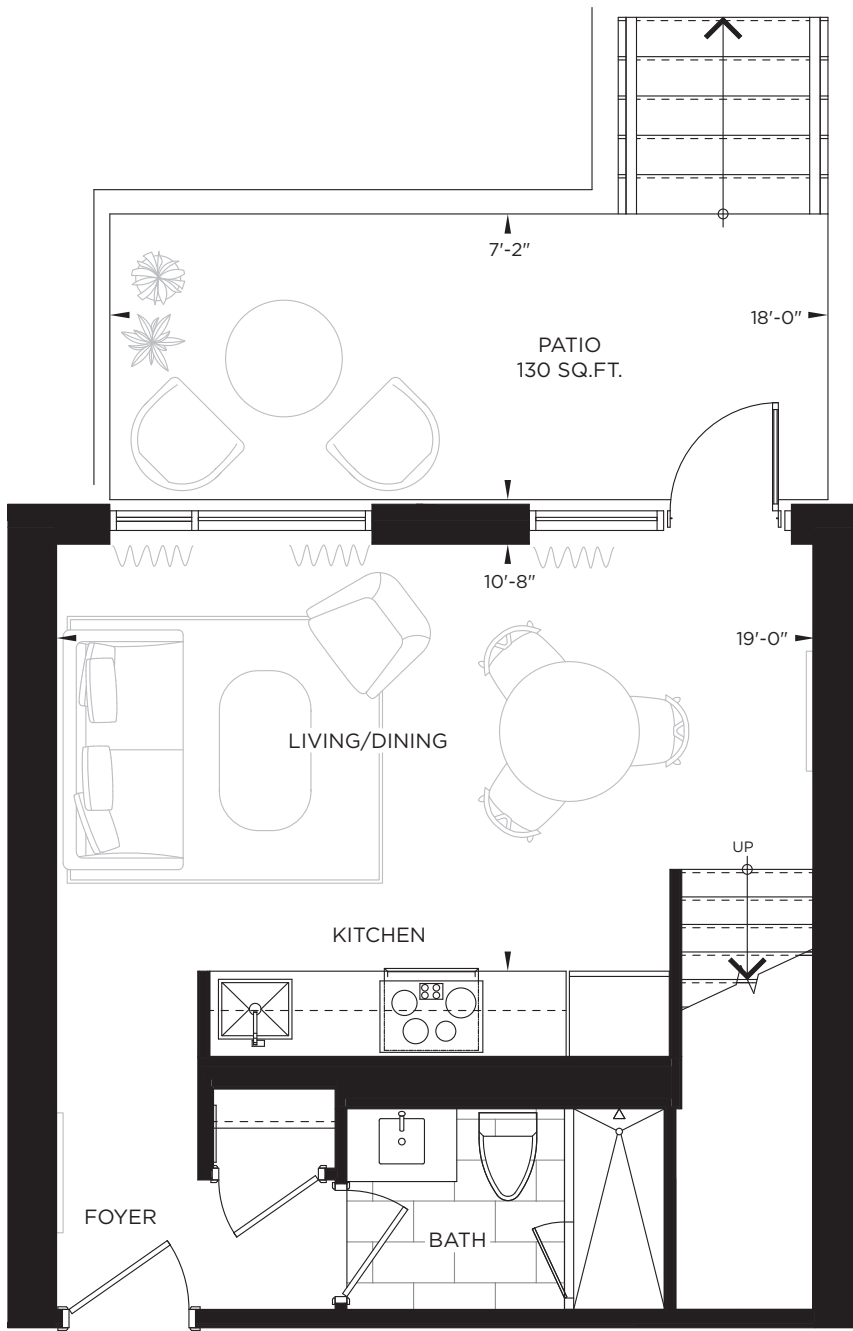 7'-2"
18'-0"
PATIO
130 SQ.FT.
10'-8"
19'-0"
LIVING/DINING
UP
KITCHEN
FOYER
BATH